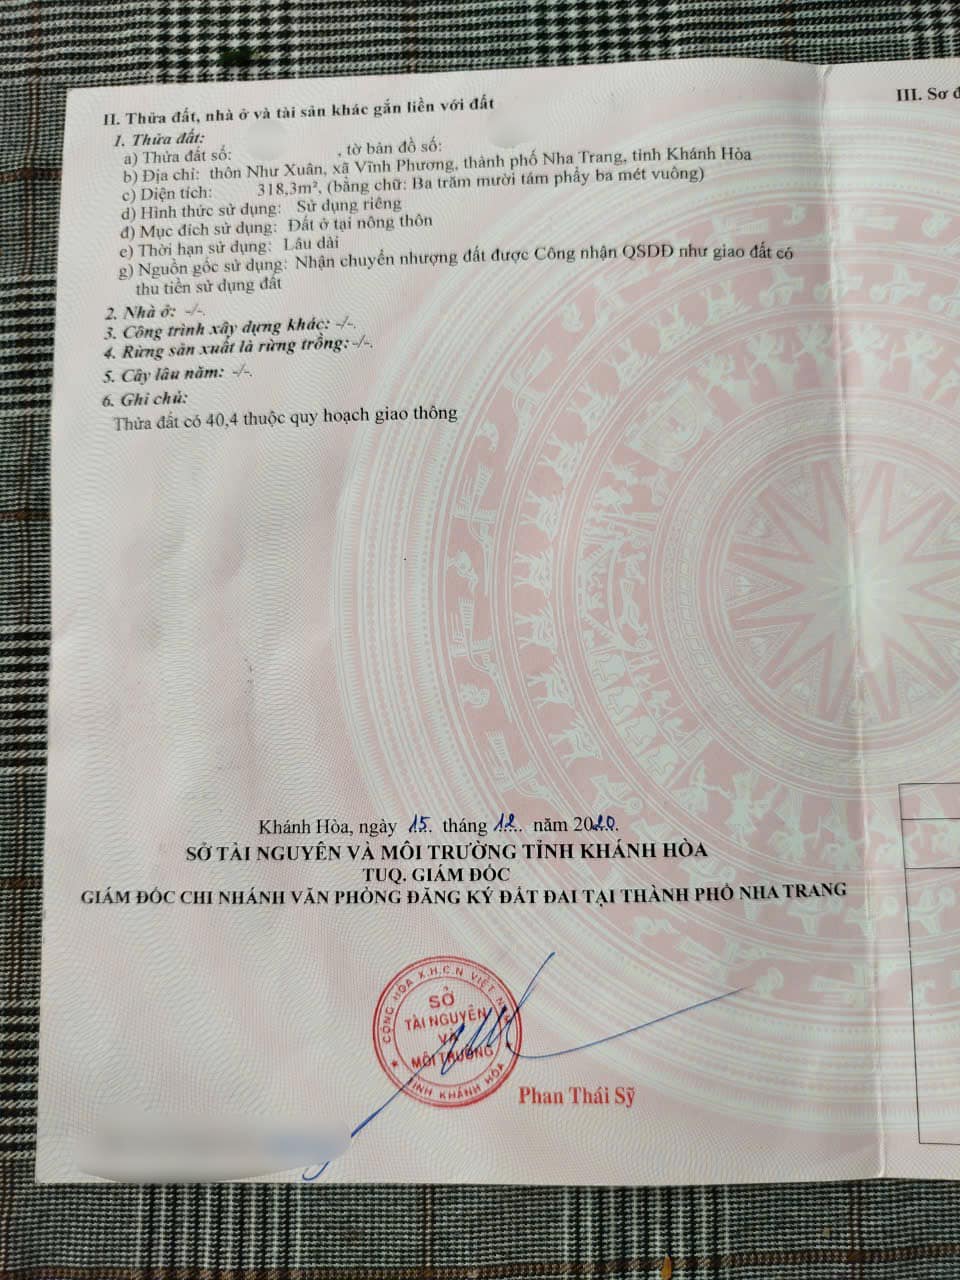 II. Thửa đất, nhà ở và tài sản khác gắn liền với đất
1. Thửa đất:
a) Thửa đất số: , tờ bản đồ số:
b) Địa chỉ: thôn Như Xuân, xã Vĩnh Phương, thành phố Nha Trang, tỉnh Khánh Hòa
c) Diện tích: 318,3m², (bằng chữ: Ba trăm mười tám phẩy ba mét vuông)
d) Hình thức sử dụng: Sử dụng riêng
đ) Mục đích sử dụng: Đất ở tại nông thôn
e) Thời hạn sử dụng: Lâu dài
g) Nguồn gốc sử dụng: Nhận chuyển nhượng đất được Công nhận QSDĐ như giao đất có
thu tiền sử dụng đất
2. Nhà ở: -/-.
3. Công trình xây dựng khác: -/-.
4. Rừng sản xuất là rừng trồng: -/-.
5. Cây lâu năm: -/-.
6. Ghi chú:
Thửa đất có 40,4 thuộc quy hoạch giao thông
III. Sơ đ
Khánh Hòa, ngày 15. tháng 12. năm 2020.
SỞ TÀI NGUYÊN VÀ MÔI TRƯỜNG TỈNH KHÁNH HÒA
TUQ. GIÁM ĐỐC
GIÁM ĐỐC CHI NHÁNH VĂN PHÒNG ĐĂNG KÝ ĐẤT ĐAI TẠI THÀNH PHỐ NHA TRANG
CỘNG HÒA X.H.C.N VIỆT NAM
SỞ
TÀI NGUYÊN
VÀ
MÔI TRƯỜNG
TỈNH KHÁNH HÒA
Phan Thái Sỹ